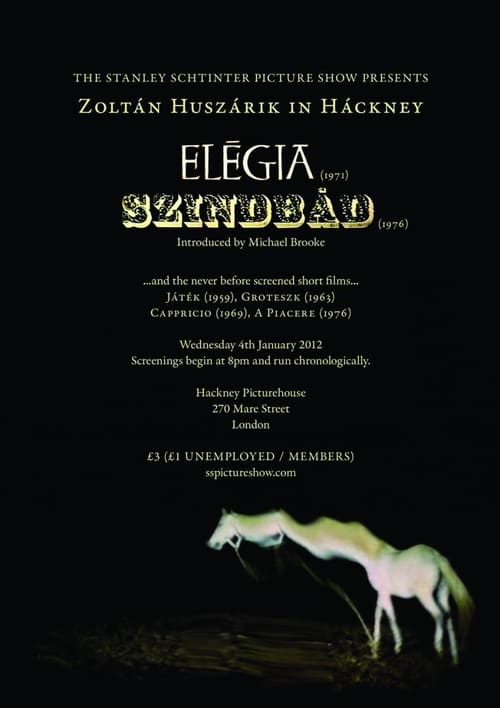 THE STANLEY SCHTINTER PICTURE SHOW PRESENTS
ZOLTÁN HUSZÁRIK IN HÁCKNEY
ELÉGIA (1971)
SZINDBÁD (1976)
Introduced by Michael Brooke
...and the never before screened short films...
JÁTÉK (1959), GROTESZK (1963)
CAPPRICIO (1969), A PIACERE (1976)
Wednesday 4th January 2012
Screenings begin at 8pm and run chronologically.
Hackney Picturehouse
270 Mare Street
London
£3 (£1 UNEMPLOYED / MEMBERS)
sspictureshow.com